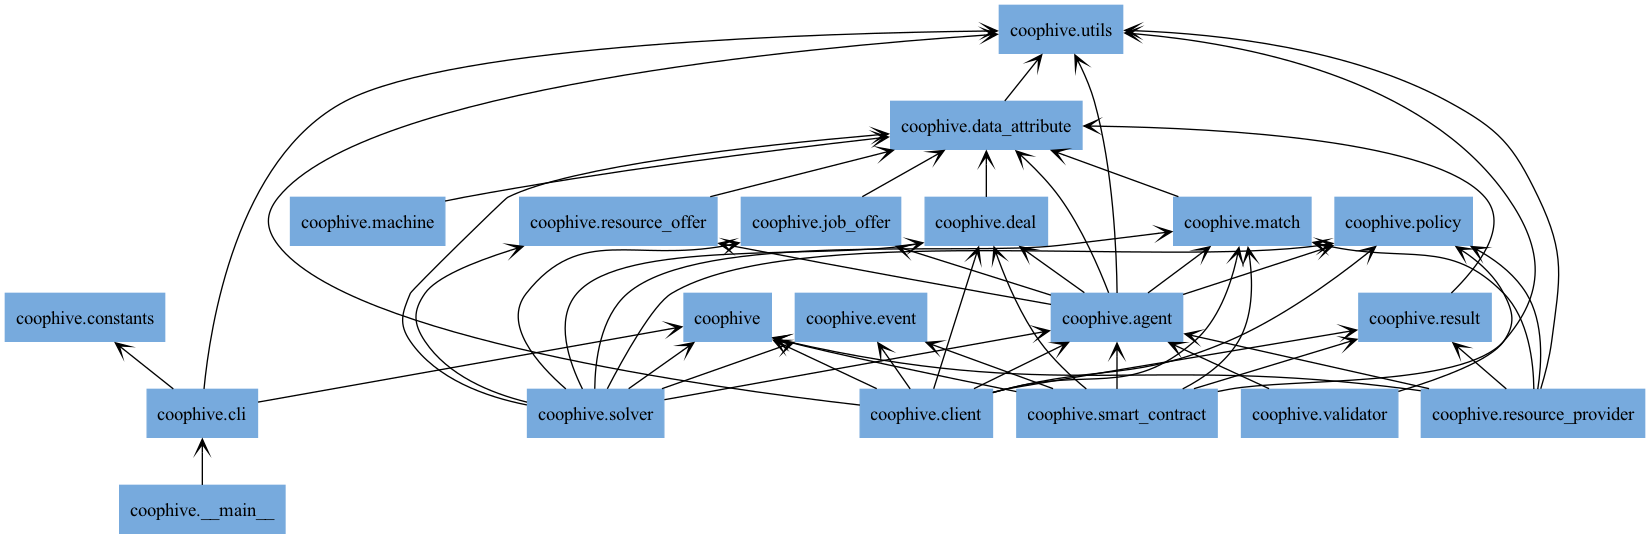 coophive.utils
coophive.data_attribute
coophive.machine
coophive.resource_offer
coophive.job_offer
coophive.deal
coophive.match
coophive.policy
coophive.constants
coophive
coophive.event
coophive.agent
coophive.result
coophive.cli
coophive.solver
coophive.client
coophive.smart_contract
coophive.validator
coophive.resource_provider
coophive.__main__